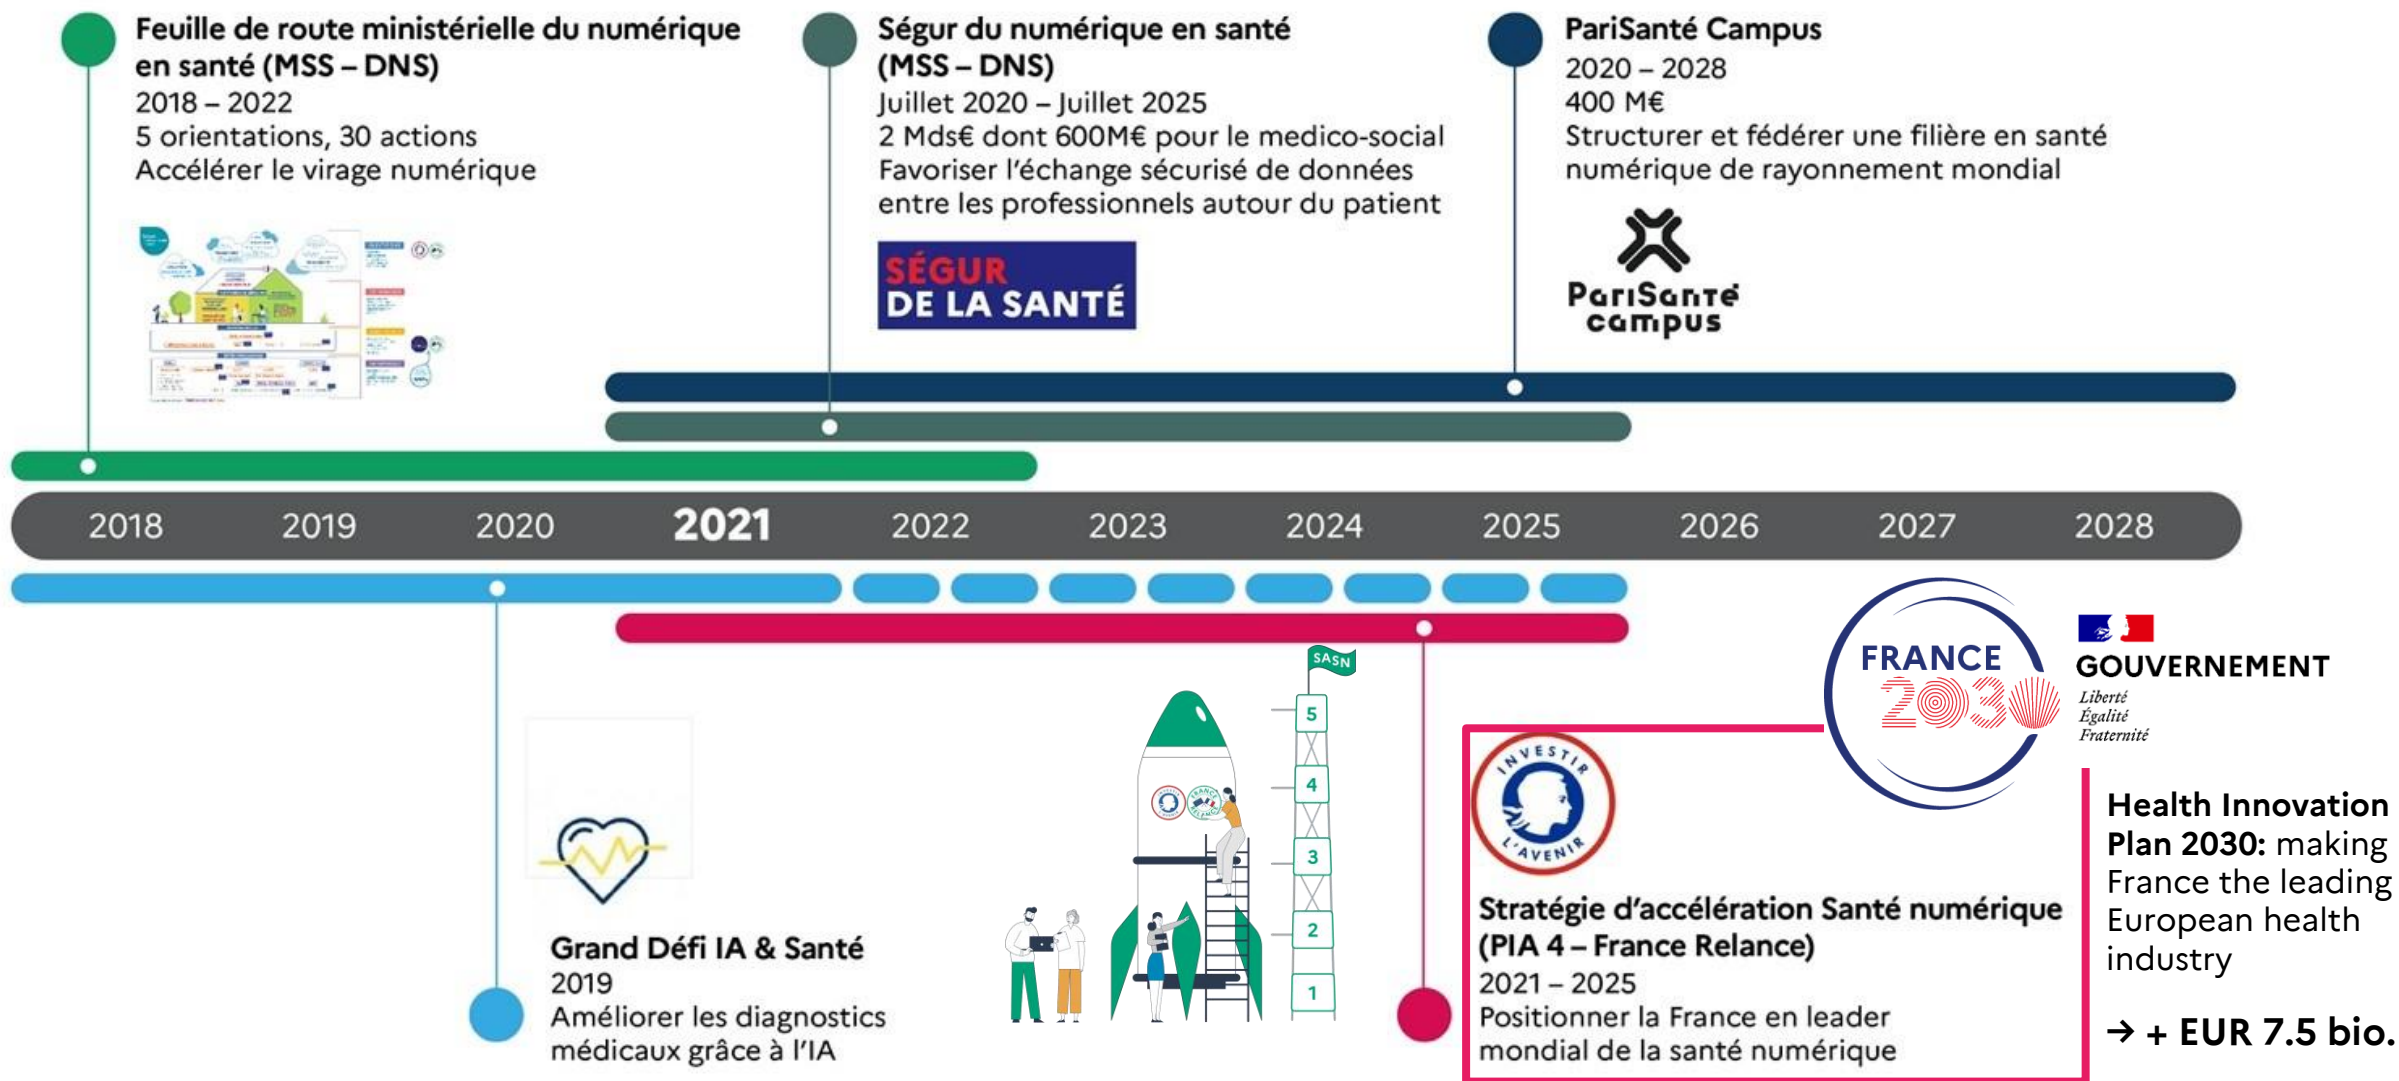 Feuille de route ministérielle du numérique
en santé (MSS – DNS)
2018 – 2022
5 orientations, 30 actions
Accélérer le virage numérique
Ségur du numérique en santé
(MSS – DNS)
Juillet 2020 – Juillet 2025
2 Mds€ dont 600M€ pour le medico-social
Favoriser l'échange sécurisé de données
entre les professionnels autour du patient
SÉGUR
DE LA SANTÉ
PariSanté Campus
2020 – 2028
400 M€
Structurer et fédérer une filière en santé
numérique de rayonnement mondial
PariSanté
campus
2018 2019 2020 2021 2022 2023 2024 2025 2026 2027 2028
Grand Défi IA & Santé
2019
Améliorer les diagnostics
médicaux grâce à l'IA
SASN
5
4
3
2
1
FRANCE
RELANCE
INVESTIR
L'AVENIR
Stratégie d'accélération Santé numérique
(PIA 4 – France Relance)
2021 – 2025
Positionner la France en leader
mondial de la santé numérique
FRANCE
2030
GOUVERNEMENT
Liberté
Égalité
Fraternité
Health Innovation
Plan 2030: making
France the leading
European health
industry
→ + EUR 7.5 bio.